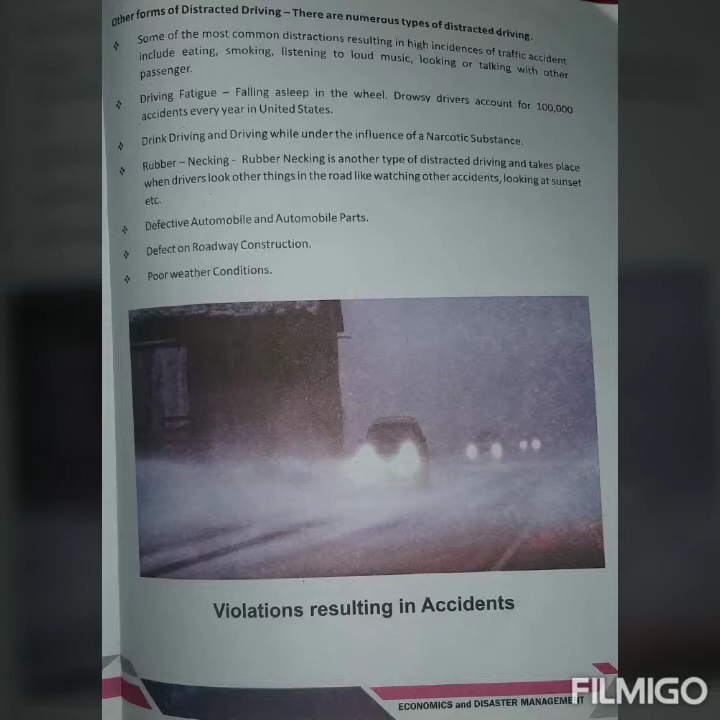 Other forms of Distracted Driving – There are numerous types of distracted driving.
❖ Some of the most common distractions resulting in high incidences of traffic accident
include eating, smoking, listening to loud music, looking or talking with other
passenger.
❖ Driving Fatigue – Falling asleep in the wheel. Drowsy drivers account for 100,000
accidents every year in United States.
❖ Drink Driving and Driving while under the influence of a Narcotic Substance.
❖ Rubber – Necking - Rubber Necking is another type of distracted driving and takes place
when drivers look other things in the road like watching other accidents, looking at sunset
etc.
❖ Defective Automobile and Automobile Parts.
❖ Defect on Roadway Construction.
❖ Poor weather Conditions.
Violations resulting in Accidents
ECONOMICS and DISASTER MANAGEMENT
FILMIGO